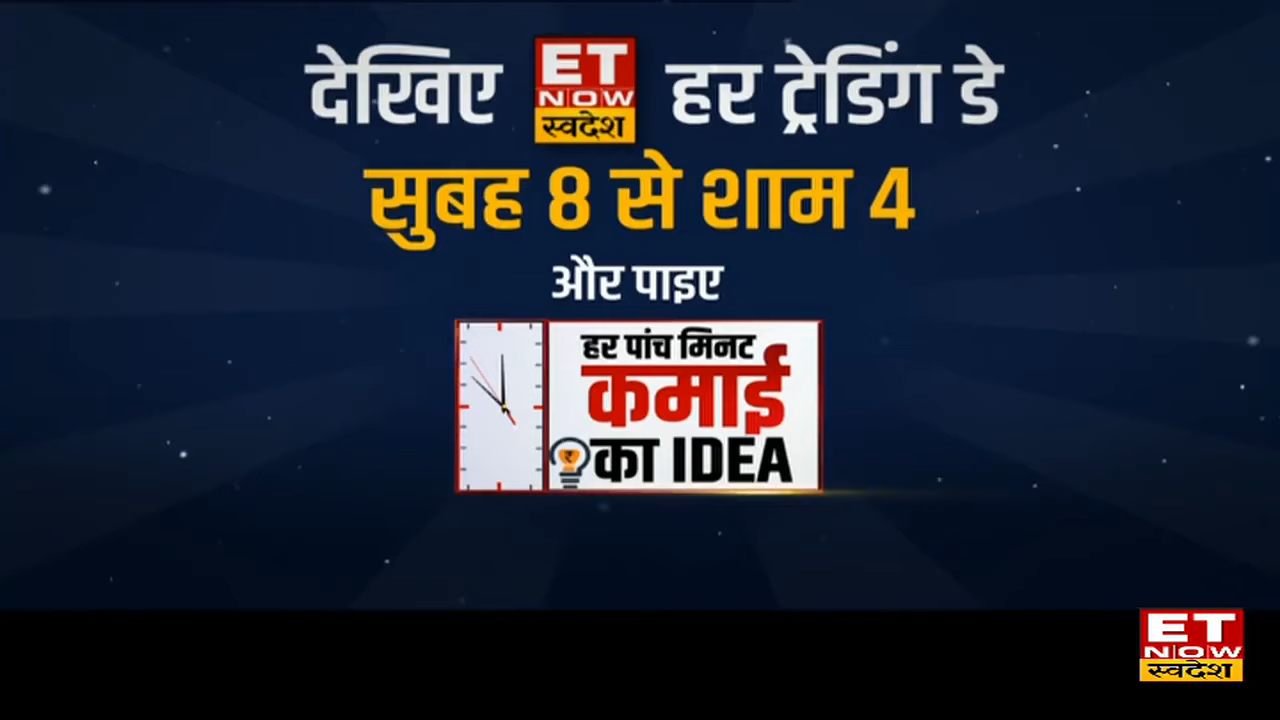 देखिए ET NOW स्वदेश हर ट्रेडिंग डे
सुबह 8 से शाम 4
और पाइए
हर पांच मिनट
कमाई
₹
का IDEA
ET
NOW
स्वदेश